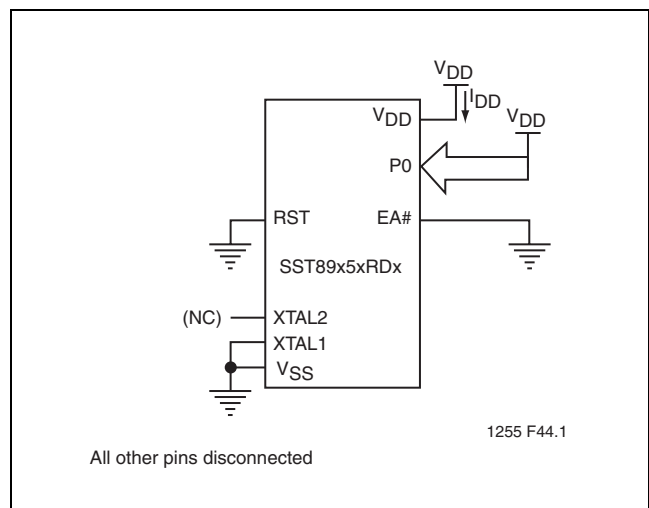 VDD
IDD
VDD
VDD
P0
RST
EA#
SST89x5xRDx
(NC)
XTAL2
XTAL1
VSS
1255 F44.1
All other pins disconnected